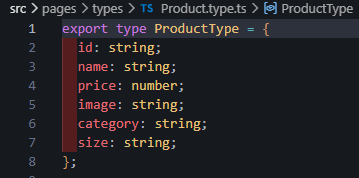 src > pages > types > TS Product.type.ts > ProductType
1 export type ProductType = {
2 id: string;
3 name: string;
4 price: number;
5 image: string;
6 category: string;
7 size: string;
8 };